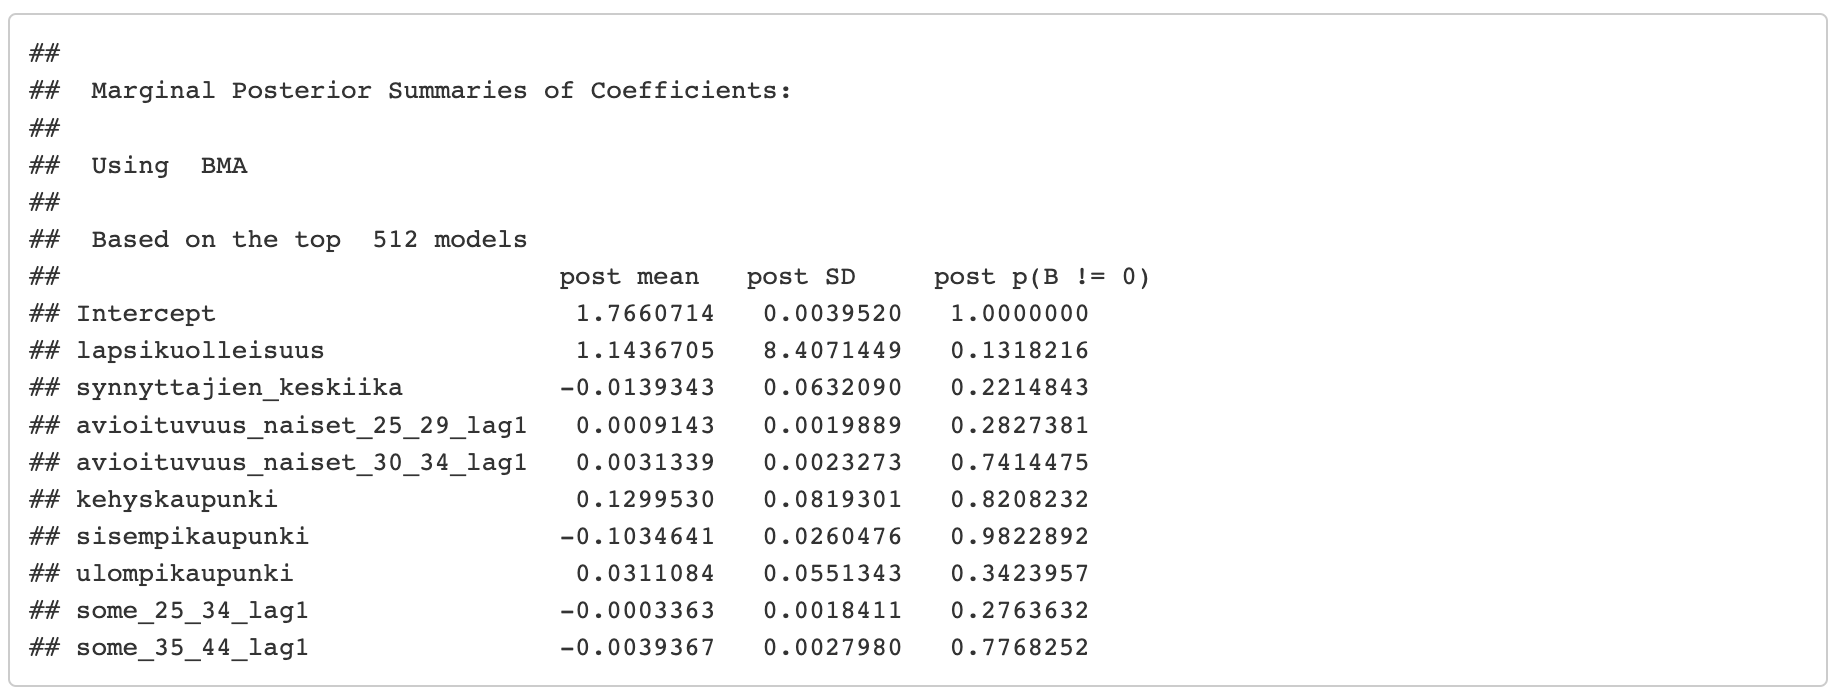 ##
##  Marginal Posterior Summaries of Coefficients:
##
##  Using  BMA
##
##  Based on the top  512 models
##                                post mean   post SD     post p(B != 0)
## Intercept                       1.7660714   0.0039520   1.0000000
## lapsikuolleisuus                1.1436705   8.4071449   0.1318216
## synnyttajien_keskiika          -0.0139343   0.0632090   0.2214843
## avioituvuus_naiset_25_29_lag1   0.0009143   0.0019889   0.2827381
## avioituvuus_naiset_30_34_lag1   0.0031339   0.0023273   0.7414475
## kehyskaupunki                   0.1299530   0.0819301   0.8208232
## sisempikaupunki                -0.1034641   0.0260476   0.9822892
## ulompikaupunki                  0.0311084   0.0551343   0.3423957
## some_25_34_lag1                -0.0003363   0.0018411   0.2763632
## some_35_44_lag1                -0.0039367   0.0027980   0.7768252